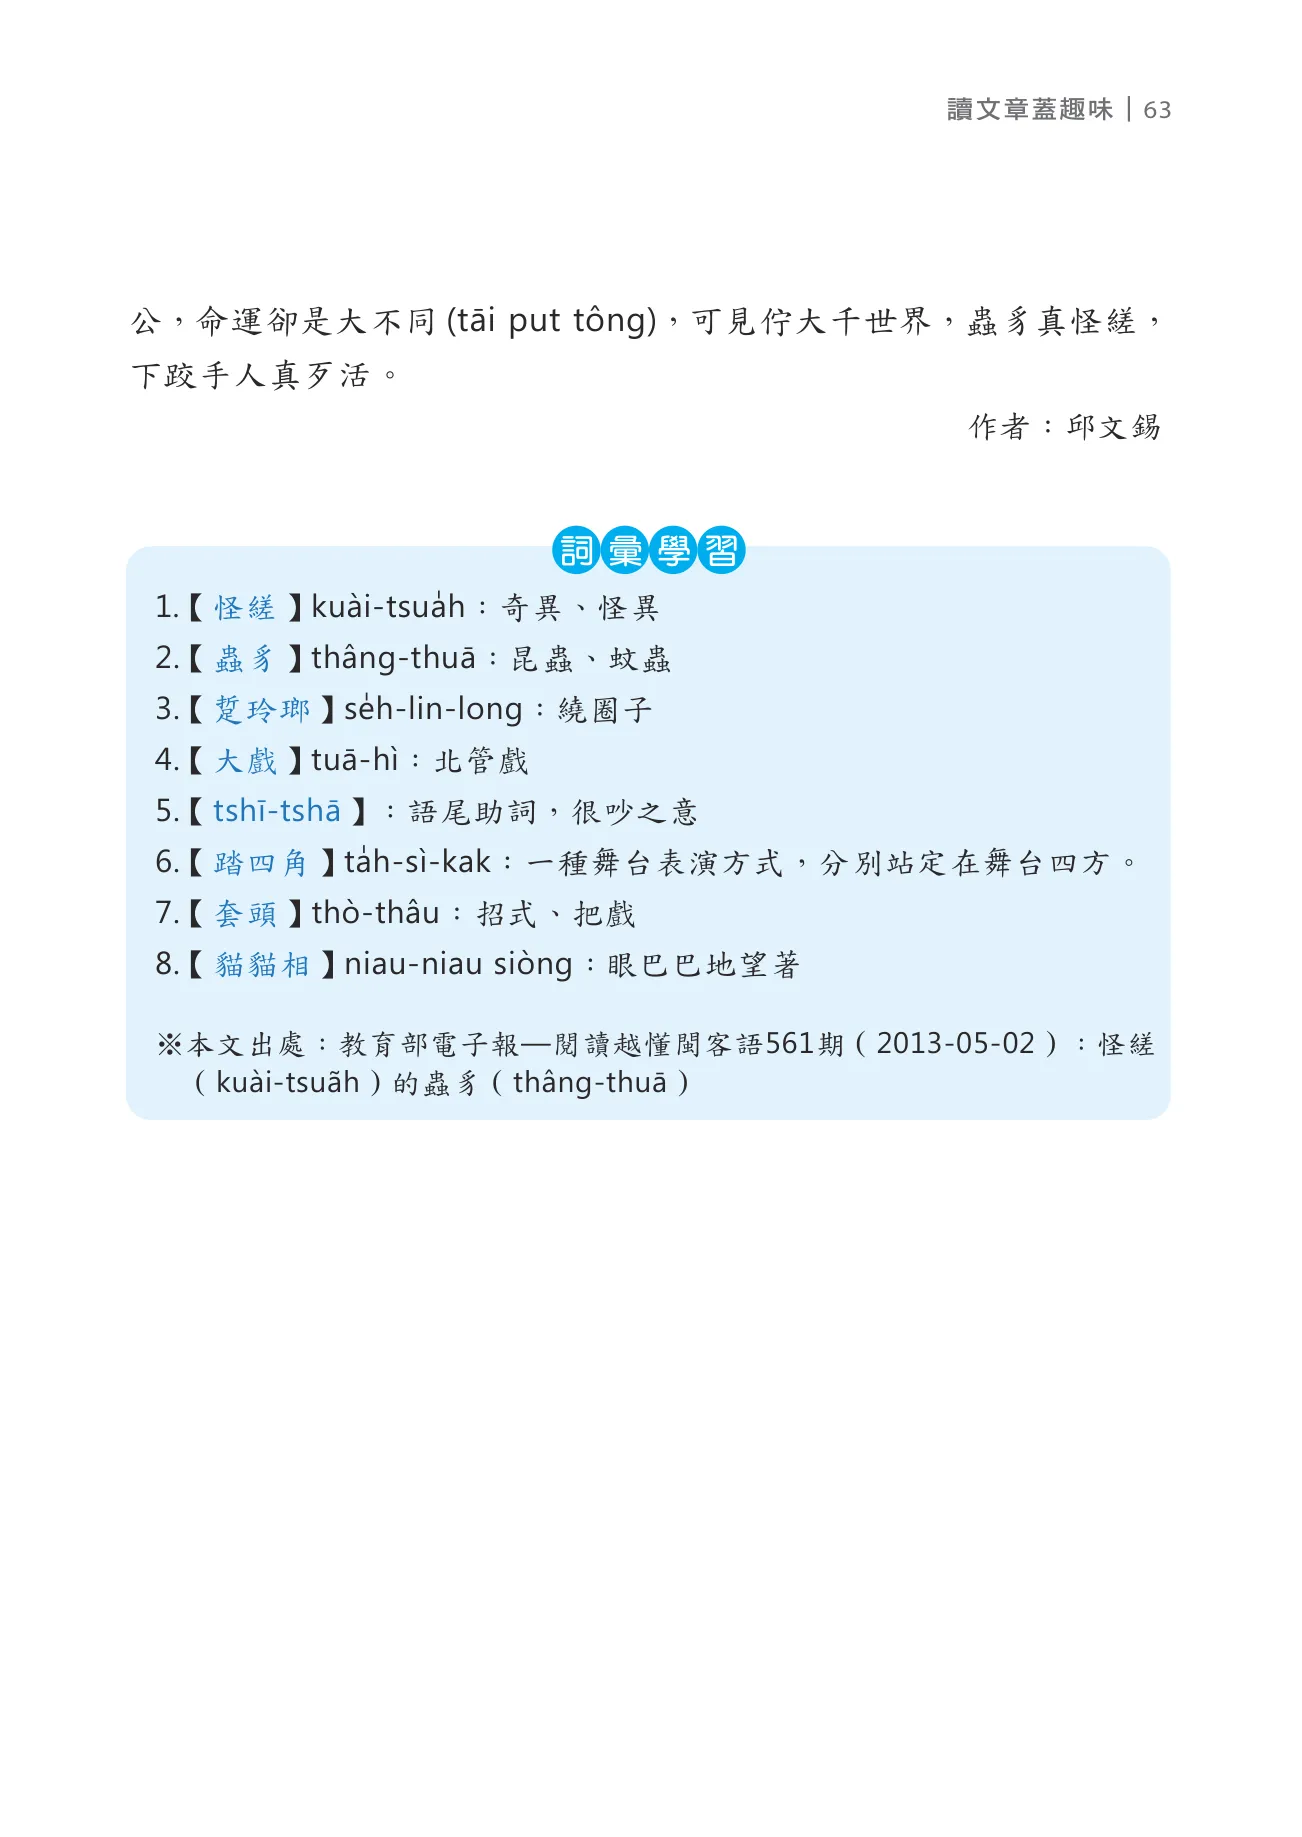 讀文章蓋趣味｜63
公，命運卻是大不同 (tāi put tông)，可見佇大千世界，蟲豸真怪縒，
下跤手人真歹活。
作者：邱文錫
詞彙學習
1.【怪縒】kuài-tsua̍h：奇異、怪異
2.【蟲豸】thâng-thuā：昆蟲、蚊蟲
3.【踅玲瑯】se̍h-lin-long：繞圈子
4.【大戲】tuā-hì：北管戲
5.【tshī-tshā】：語尾助詞，很吵之意
6.【踏四角】ta̍h-sì-kak：一種舞台表演方式，分別站定在舞台四方。
7.【套頭】thò-thâu：招式、把戲
8.【貓貓相】niau-niau siòng：眼巴巴地望著
※本文出處：教育部電子報—閱讀越懂閩客語561期（2013-05-02）：怪縒
（kuài-tsuãh）的蟲豸（thâng-thuā）